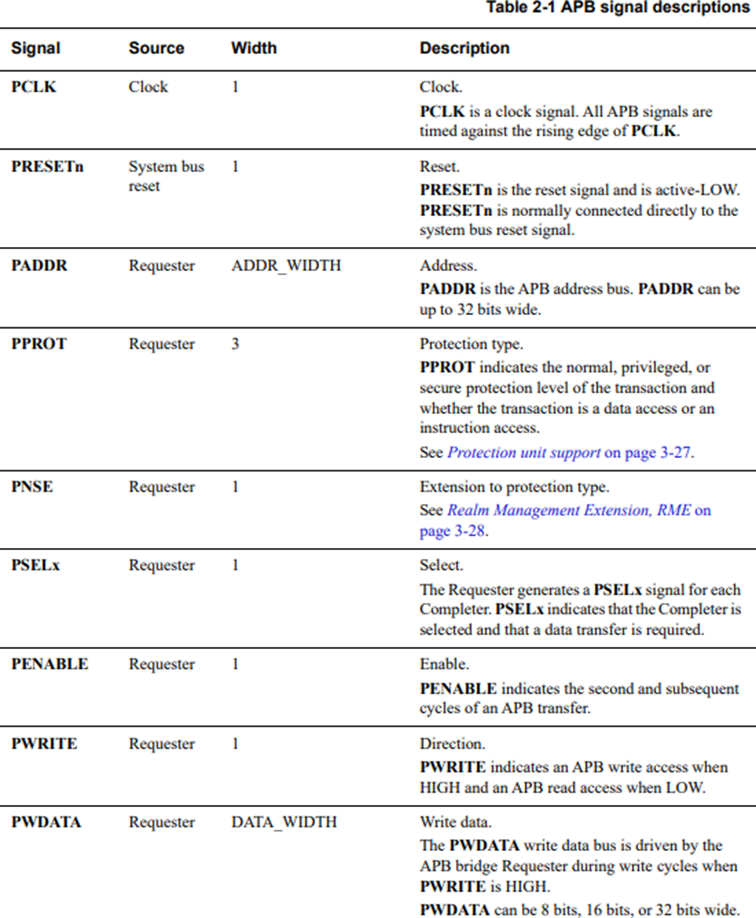 Table 2-1 APB signal descriptions
Signal Source Width Description
PCLK Clock 1 Clock.
PCLK is a clock signal. All APB signals are
timed against the rising edge of PCLK.
PRESETn System bus 1 Reset.
reset PRESETn is the reset signal and is active-LOW.
PRESETn is normally connected directly to the
system bus reset signal.
PADDR Requester ADDR_WIDTH Address.
PADDR is the APB address bus. PADDR can be
up to 32 bits wide.
PPROT Requester 3 Protection type.
PPROT indicates the normal, privileged, or
secure protection level of the transaction and
whether the transaction is a data access or an
instruction access.
See Protection unit support on page 3-27.
PNSE Requester 1 Extension to protection type.
See Realm Management Extension, RME on
page 3-28.
PSELx Requester 1 Select.
The Requester generates a PSELx signal for each
Completer. PSELx indicates that the Completer is
selected and that a data transfer is required.
PENABLE Requester 1 Enable.
PENABLE indicates the second and subsequent
cycles of an APB transfer.
PWRITE Requester 1 Direction.
PWRITE indicates an APB write access when
HIGH and an APB read access when LOW.
PWDATA Requester DATA_WIDTH Write data.
The PWDATA write data bus is driven by the
APB bridge Requester during write cycles when
PWRITE is HIGH.
PWDATA can be 8 bits, 16 bits, or 32 bits wide.